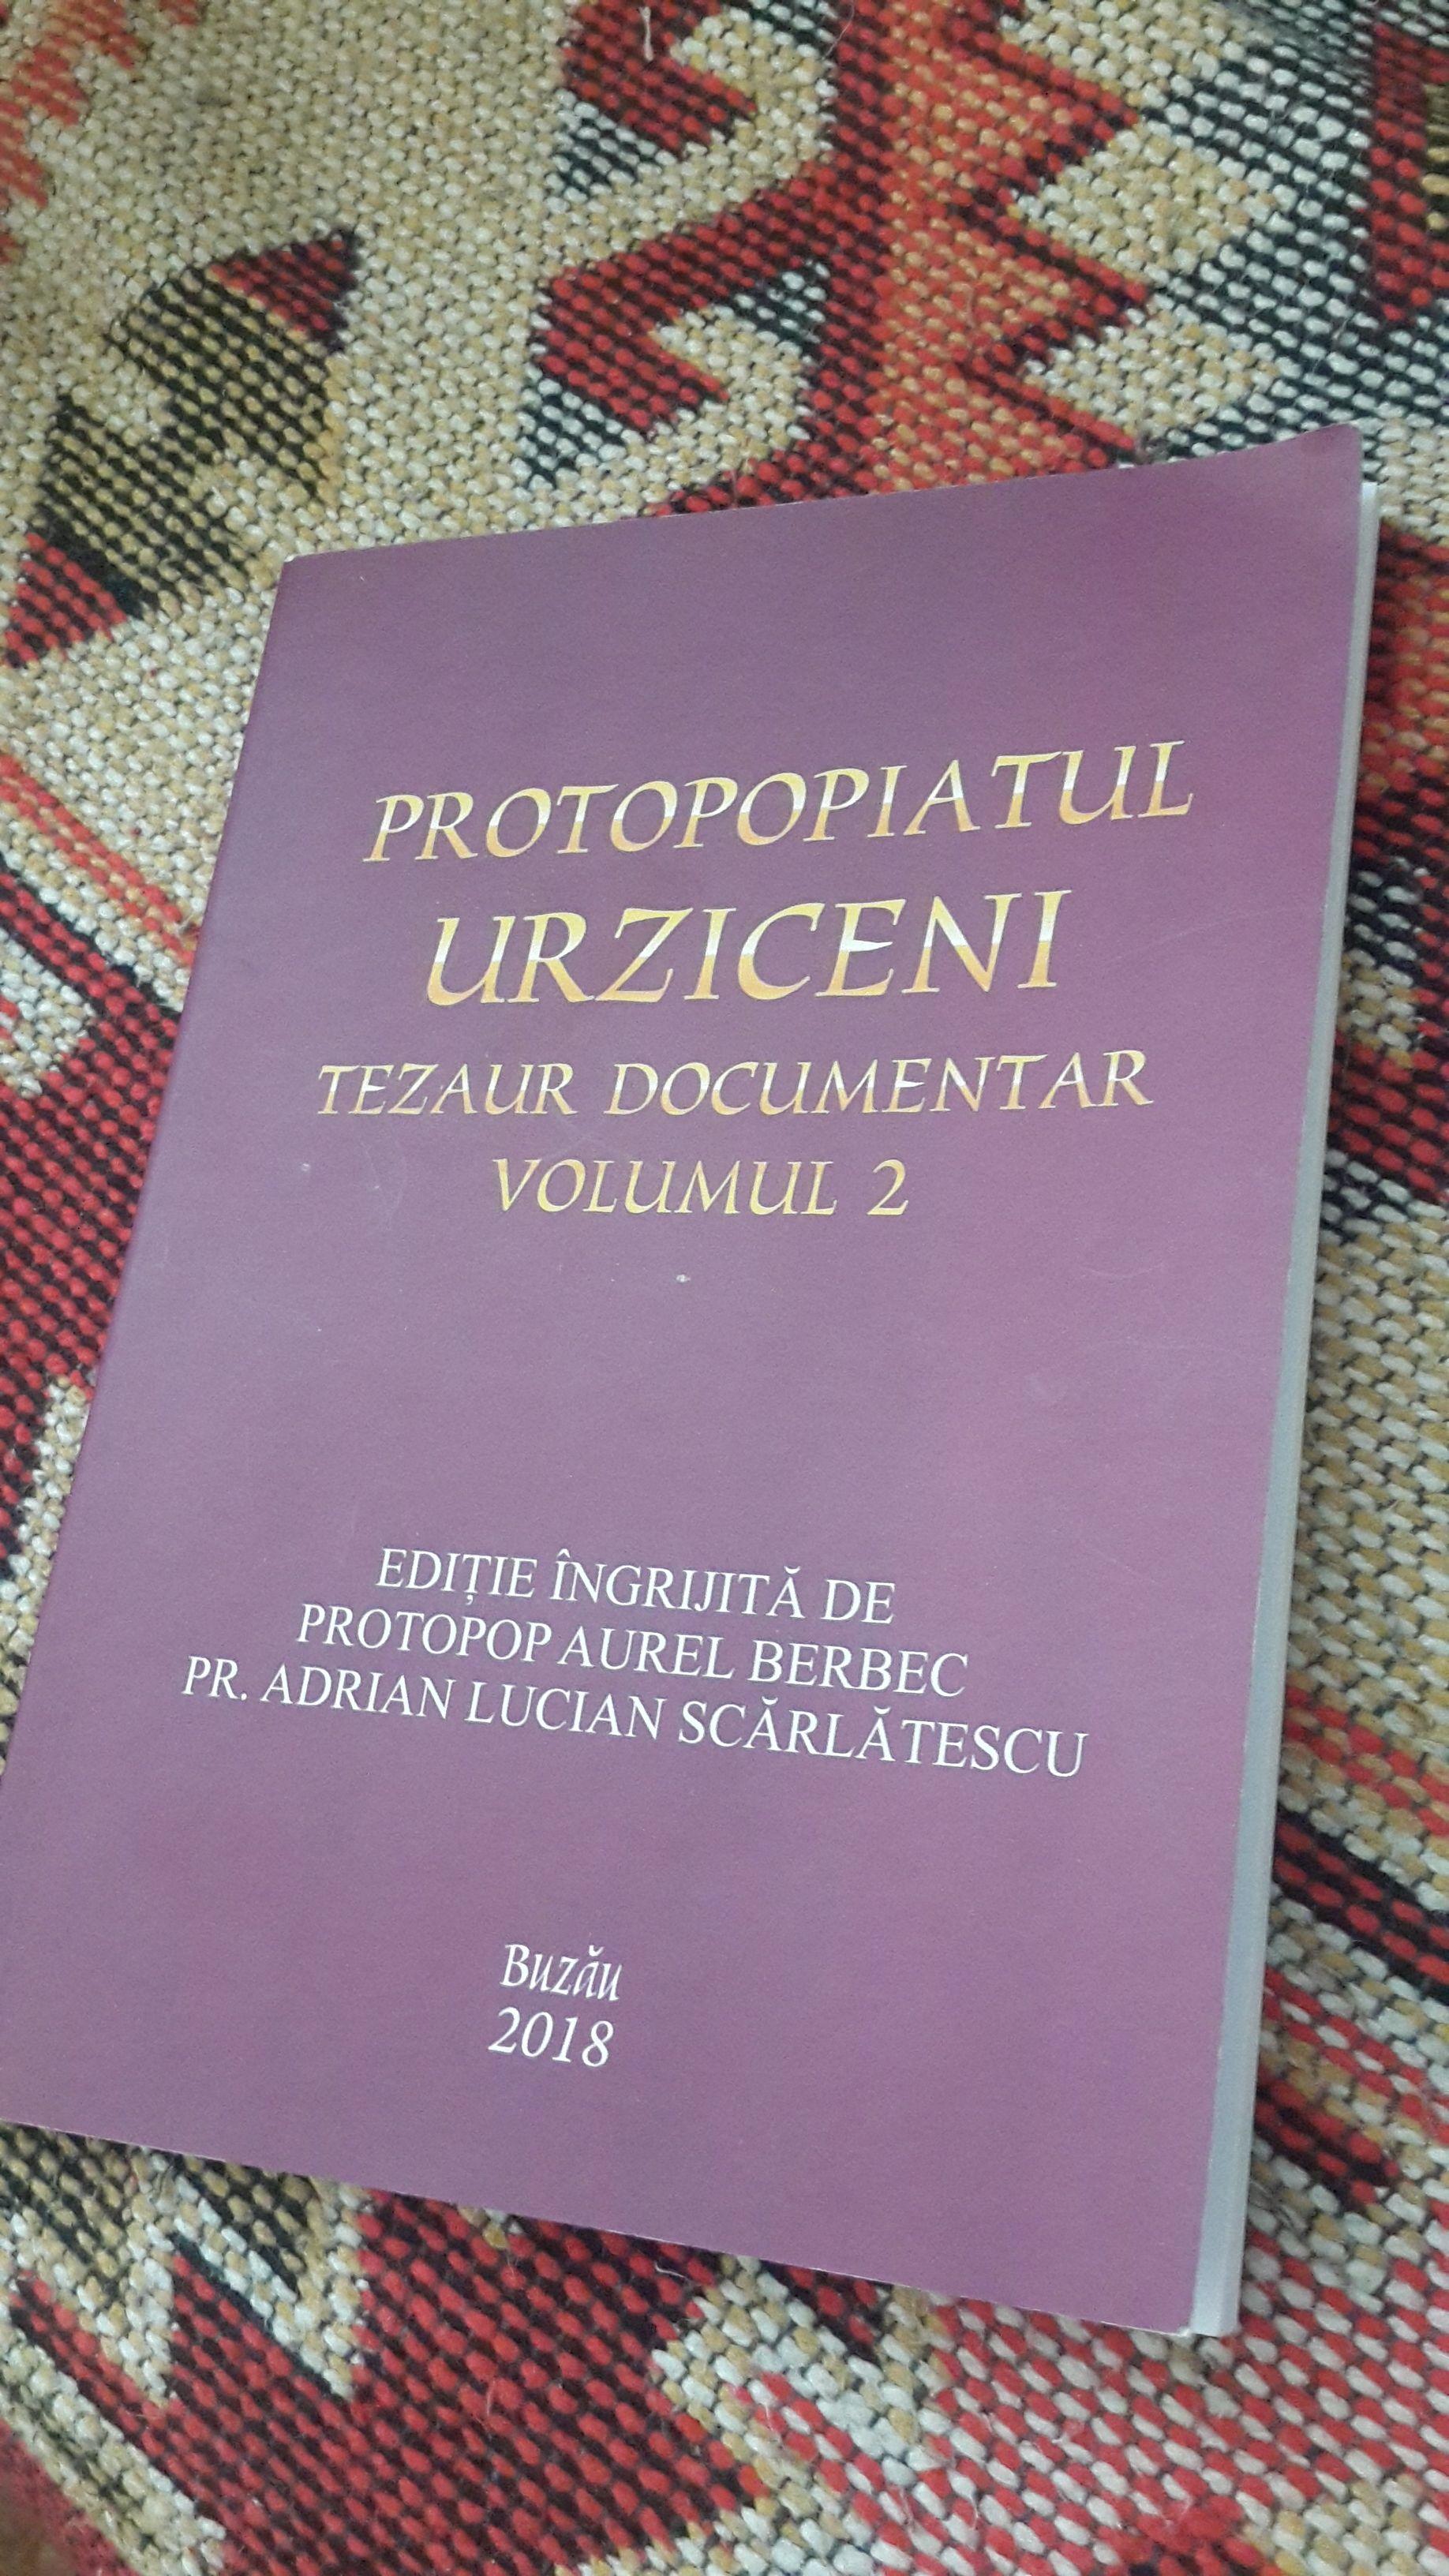 PROTOPOPIATUL
URZICENI
TEZAUR DOCUMENTAR
VOLUMUL 2
EDIȚIE ÎNGRIJITĂ DE
PROTOPOP AUREL BERBEC
PR. ADRIAN LUCIAN SCĂRLĂTESCU
Buzău
2018